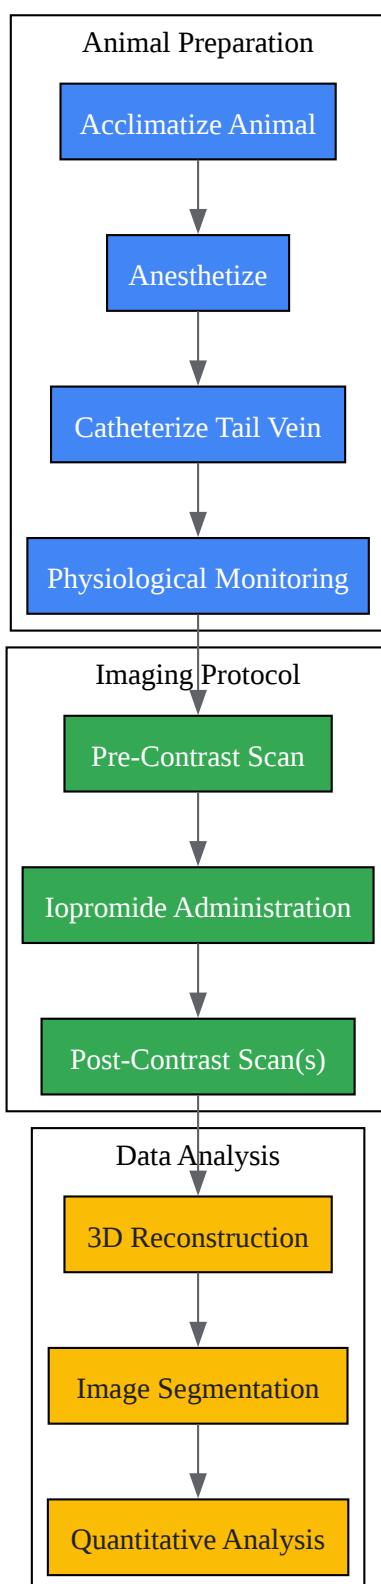 Animal Preparation
Acclimatize Animal
Anesthetize
Catheterize Tail Vein
Physiological Monitoring
Imaging Protocol
Pre-Contrast Scan
Iopromide Administration
Post-Contrast Scan(s)
Data Analysis
3D Reconstruction
Image Segmentation
Quantitative Analysis